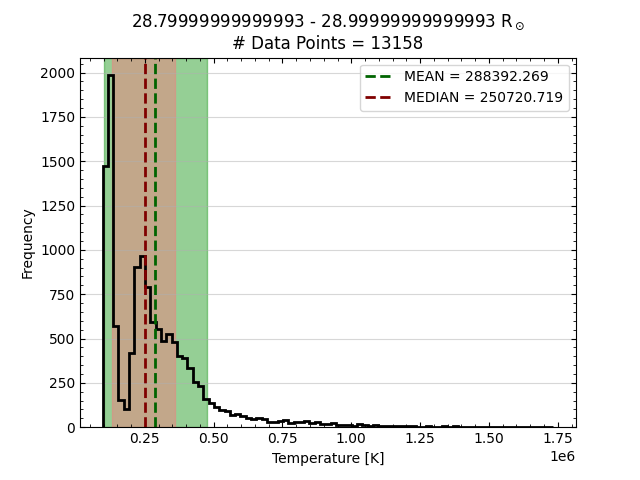 28.79999999999993 - 28.99999999999993 R⊙
# Data Points = 13158
MEAN = 288392.269
MEDIAN = 250720.719
Frequency
2000
1750
1500
1250
1000
750
500
250
0
0.25 0.50 0.75 1.00 1.25 1.50 1.75
1e6
Temperature [K]